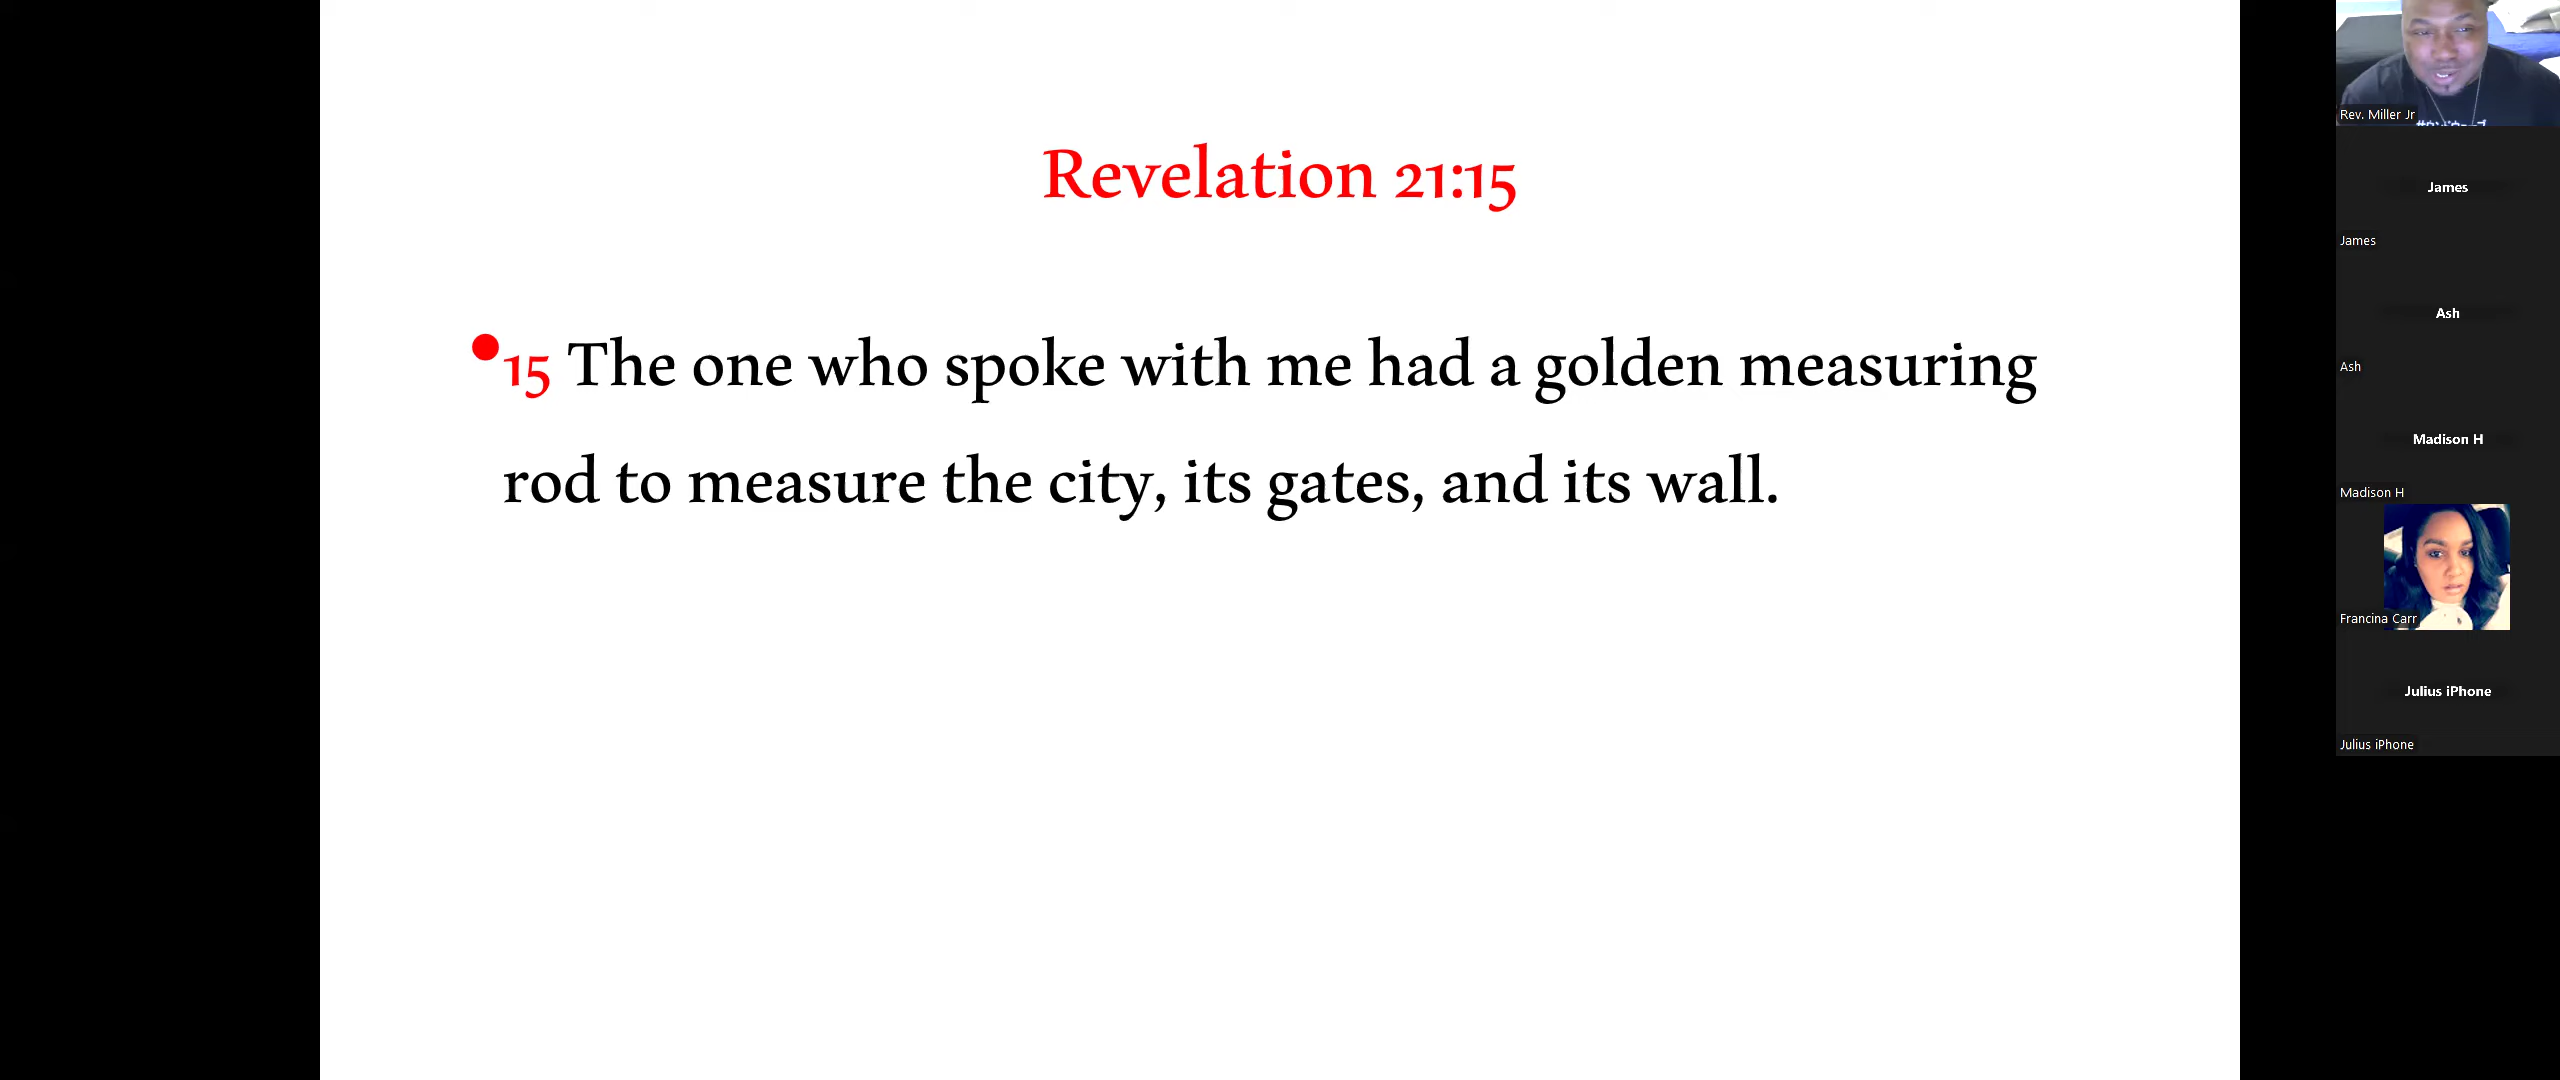 Revelation 21:15
•15 The one who spoke with me had a golden measuring
rod to measure the city, its gates, and its wall.
Rev. Miller Jr
James
James
Ash
Ash
Madison H
Madison H
Francina Carr
Julius iPhone
Julius iPhone